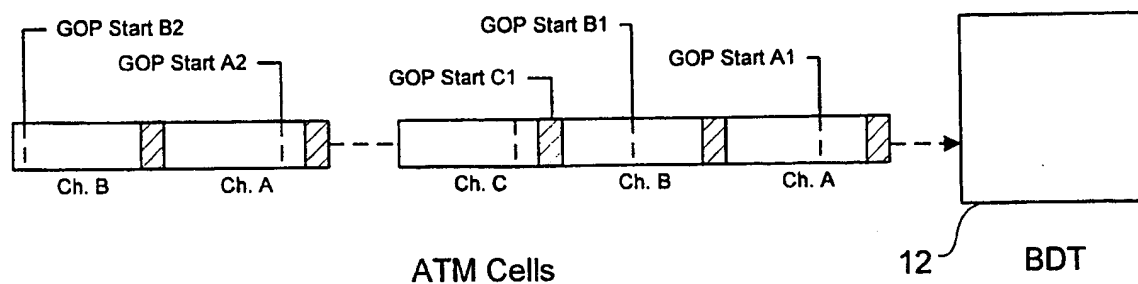 GOP Start B2
GOP Start A2
GOP Start C1
GOP Start B1
GOP Start A1
Ch. B
Ch. A
Ch. C
Ch. B
Ch. A
ATM Cells
12
BDT